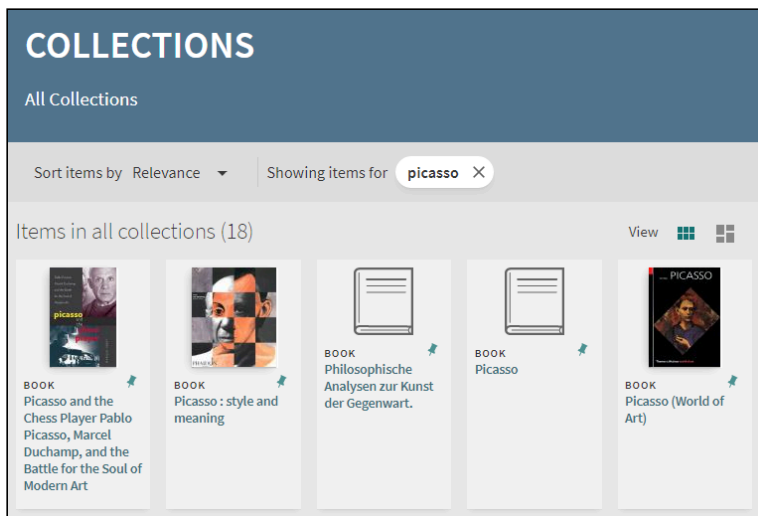 COLLECTIONS
All Collections
Sort items by Relevance
Showing items for picasso
Items in all collections (18)
View
picasso
BOOK
Picasso and the
Chess Player Pablo
Picasso, Marcel
Duchamp, and the
Battle for the Soul of
Modern Art
BOOK
Picasso : style and
meaning
BOOK
Philosophische
Analysen zur Kunst
der Gegenwart.
BOOK
Picasso
PICASSO
BOOK
Picasso (World of
Art)